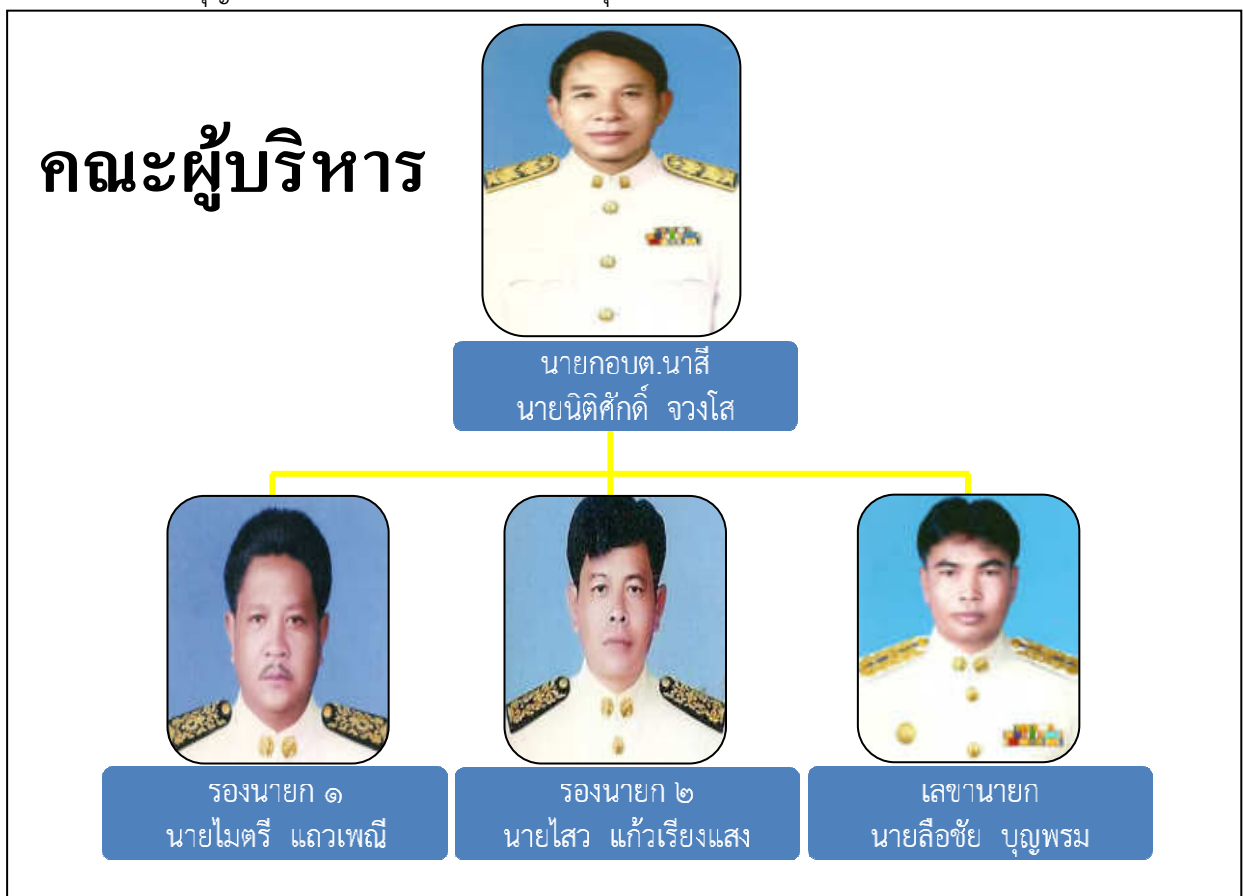 คณะผู้บริหาร
นายกอบต.นาสี
นายนิติศักดิ์ จวงโส
รองนายก ๑
นายไมตรี แถวเพณี
รองนายก ๒
นายไสว แก้วเรียงแสง
เลขานายก
นายลือชัย บุญพรม